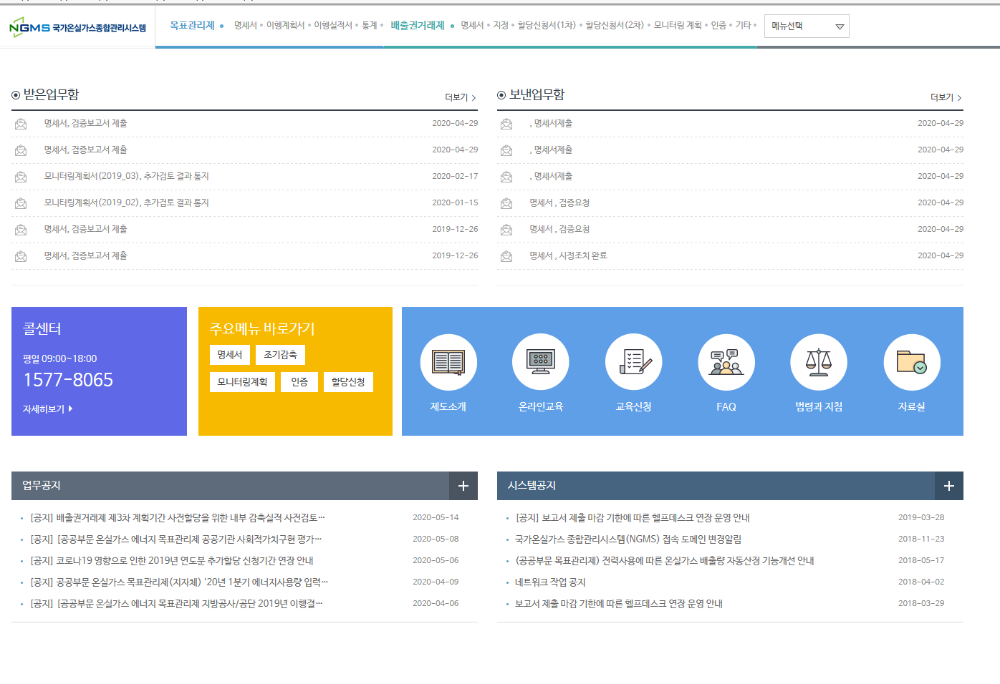 NGMS 국가온실가스종합관리시스템
목표관리제 명세서 이행계획서 이행실적서 통계 배출권거래제 명세서 지정 할당신청서(1차) 할당신청서(2차) 모니터링 계획 인증 기타 메뉴선택
받은업무함 더보기
명세서, 검증보고서 제출 2020-04-29
명세서, 검증보고서 제출 2020-04-29
모니터링계획서(2019_03), 추가검토 결과 통지 2020-02-17
모니터링계획서(2019_02), 추가검토 결과 통지 2020-01-15
명세서, 검증보고서 제출 2019-12-26
명세서, 검증보고서 제출 2019-12-26
보낸업무함 더보기
, 명세서제출 2020-04-29
, 명세서제출 2020-04-29
, 명세서제출 2020-04-29
명세서 , 검증요청 2020-04-29
명세서 , 검증요청 2020-04-29
명세서 , 시정조치 완료 2020-04-29
콜센터
평일 09:00~18:00
1577-8065
자세히보기
주요메뉴 바로가기
명세서 조기감축
모니터링계획 인증 할당신청
제도소개 온라인교육 교육신청 FAQ 법령과 지침 자료실
업무공지
[공지] 배출권거래제 제3차 계획기간 사전할당을 위한 내부 감축실적 사전검토… 2020-05-14
[공지] [공공부문 온실가스 에너지 목표관리제 공공기관 사회적가치구현 평가… 2020-05-08
[공지] 코로나19 영향으로 인한 2019년 연도분 추가할당 신청기간 연장 안내 2020-05-06
[공지] 공공부문 온실가스 목표관리제(지자체) '20년 1분기 에너지사용량 입력… 2020-04-09
[공지] [공공부문 온실가스 에너지 목표관리제 지방공사/공단 2019년 이행결… 2020-04-06
시스템공지
[공지] 보고서 제출 마감 기한에 따른 헬프데스크 연장 운영 안내 2019-03-28
국가온실가스 종합관리시스템(NGMS) 접속 도메인 변경알림 2018-11-23
(공공부문 목표관리제) 전력사용에 따른 온실가스 배출량 자동산정 기능개선 안내 2018-05-17
네트워크 작업 공지 2018-04-02
보고서 제출 마감 기한에 따른 헬프데스크 연장 운영 안내 2018-03-29